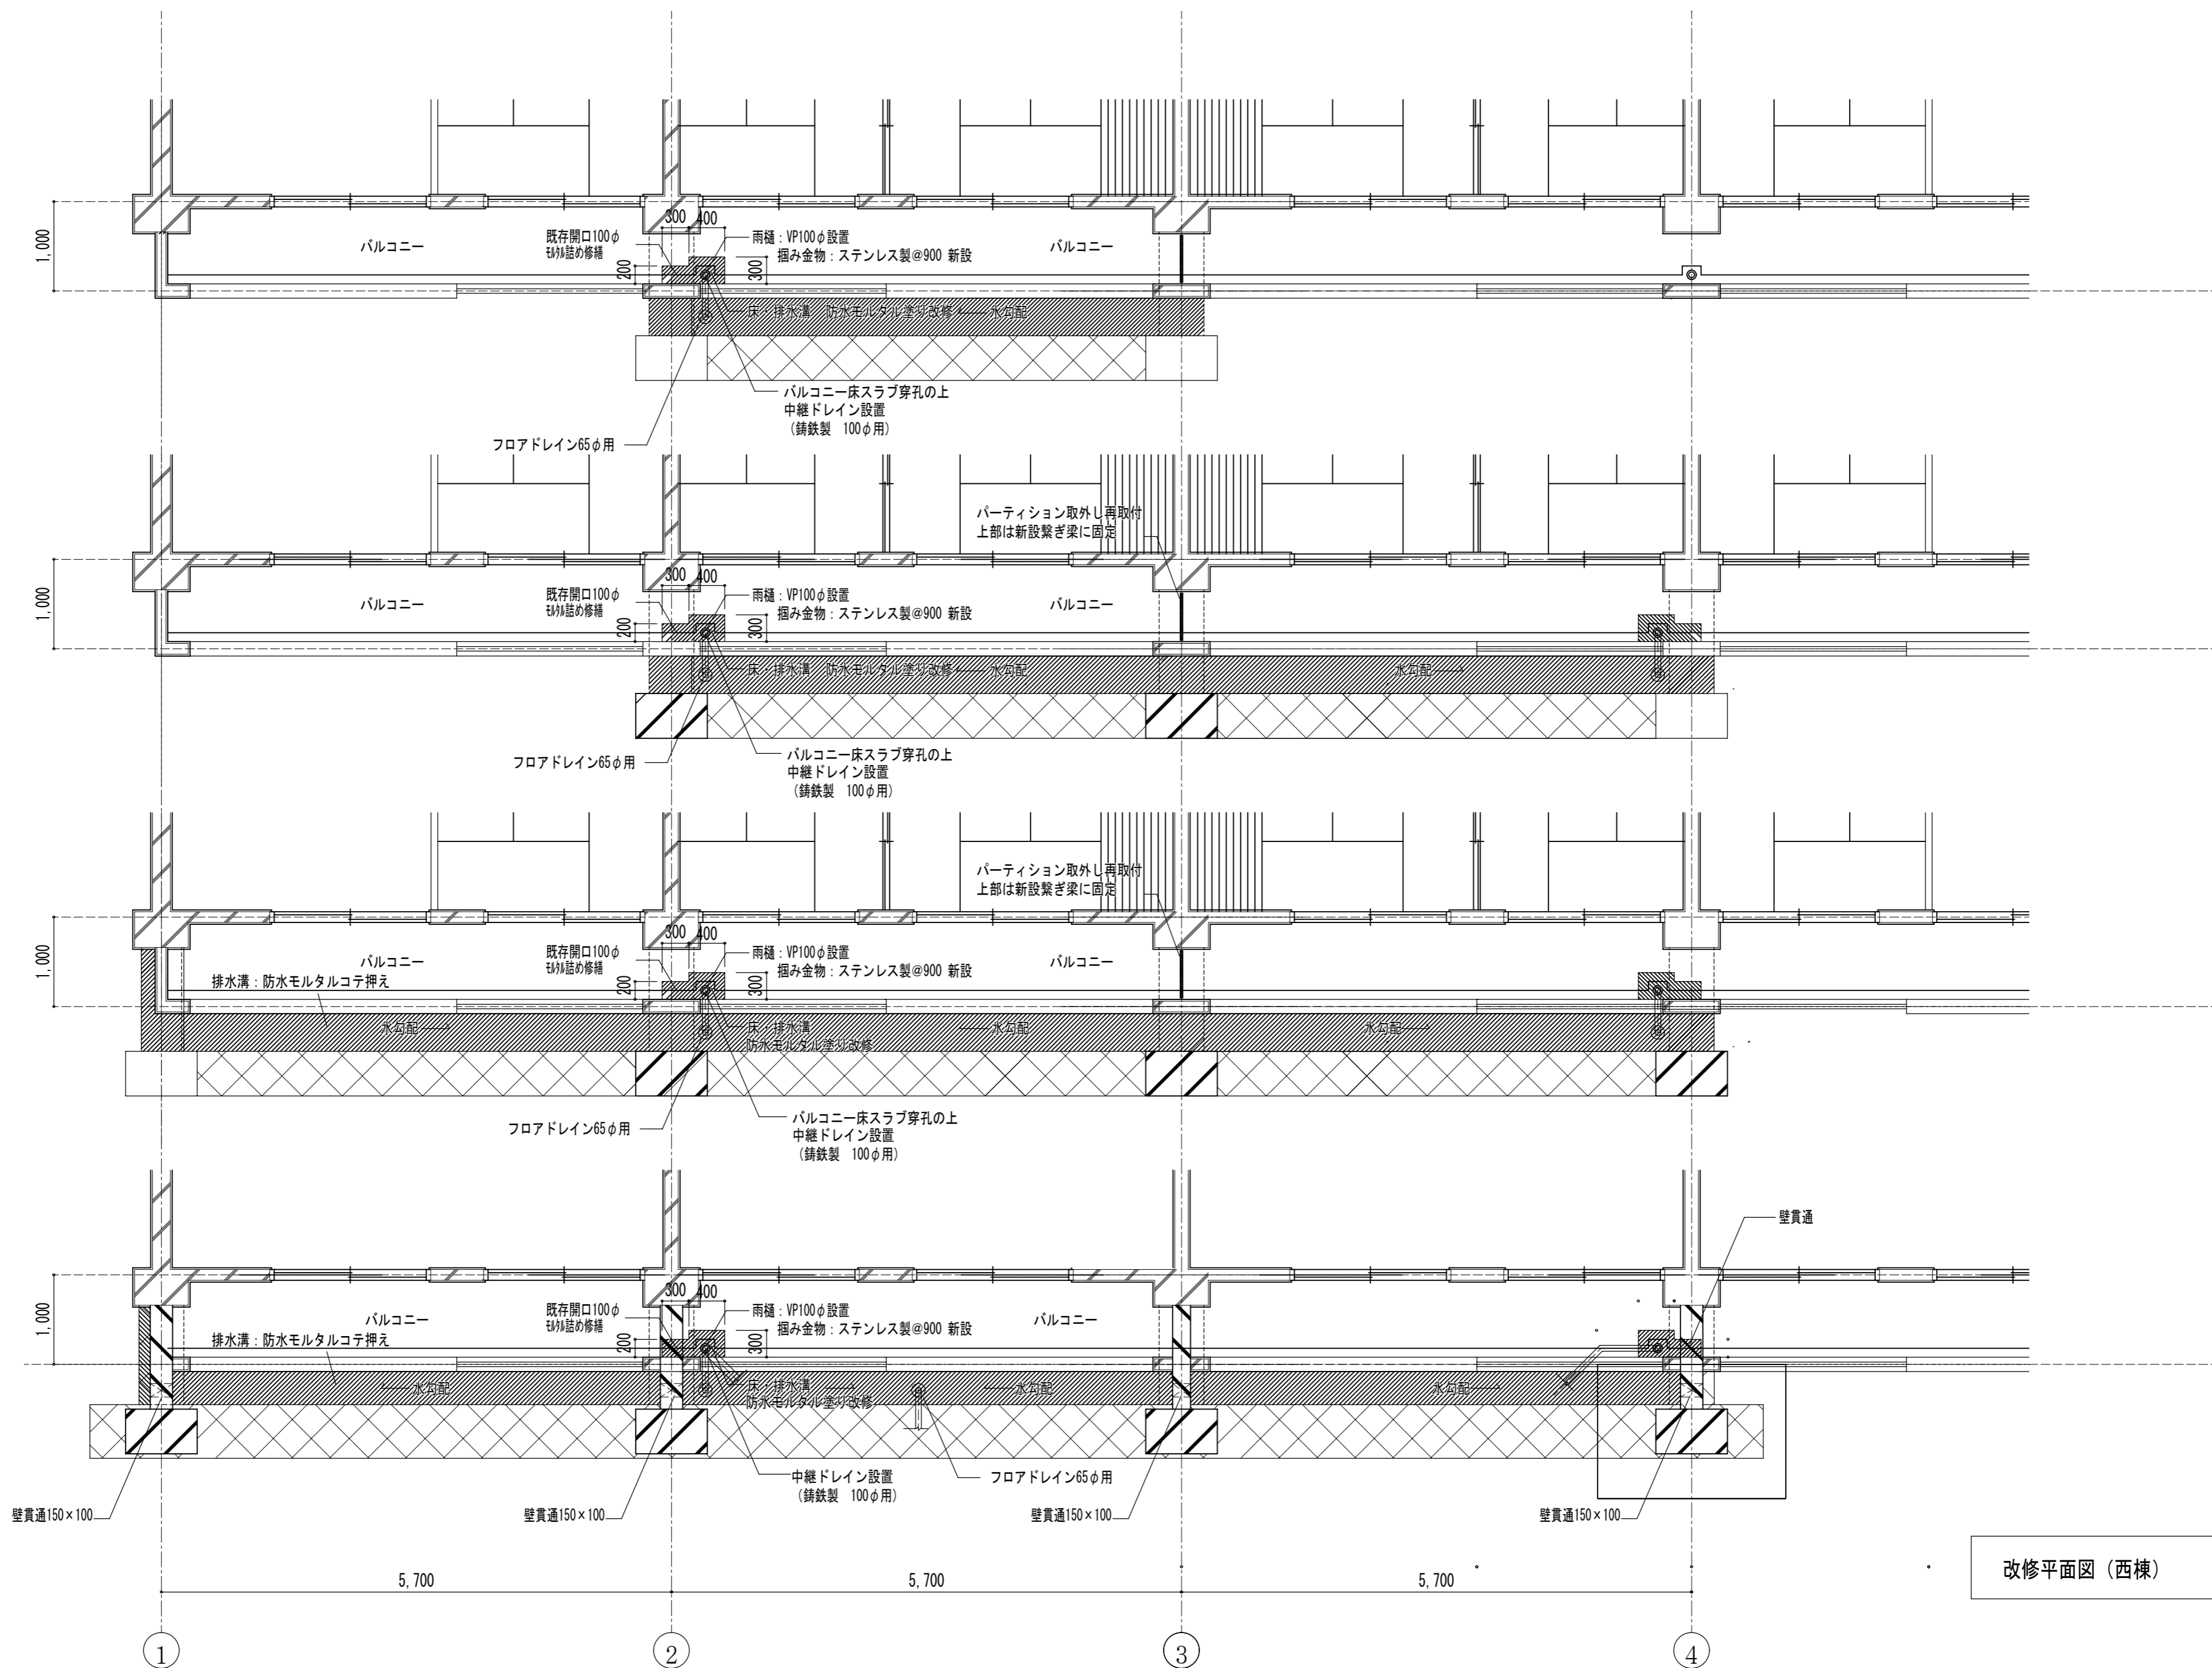 1,000
バルコニー
既存開口100φ
ﾓﾙﾀﾙ詰め修繕
300
400
雨樋：VP100φ設置
掴み金物：ステンレス製@900 新設
200
300
バルコニー
床・排水溝 防水モルタル塗り改修
水勾配
バルコニー床スラブ穿孔の上
中継ドレイン設置
（鋳鉄製 100φ用）
フロアドレイン65φ用
パーティション取外し再取付
上部は新設繋ぎ梁に固定
1,000
バルコニー
既存開口100φ
ﾓﾙﾀﾙ詰め修繕
300
400
雨樋：VP100φ設置
掴み金物：ステンレス製@900 新設
200
300
バルコニー
床・排水溝 防水モルタル塗り改修
水勾配
水勾配
バルコニー床スラブ穿孔の上
中継ドレイン設置
（鋳鉄製 100φ用）
フロアドレイン65φ用
パーティション取外し再取付
上部は新設繋ぎ梁に固定
1,000
バルコニー
排水溝：防水モルタルコテ押え
既存開口100φ
ﾓﾙﾀﾙ詰め修繕
300
400
雨樋：VP100φ設置
掴み金物：ステンレス製@900 新設
200
300
バルコニー
水勾配
床・排水溝
防水モルタル塗り改修
水勾配
水勾配
バルコニー床スラブ穿孔の上
中継ドレイン設置
（鋳鉄製 100φ用）
フロアドレイン65φ用
壁貫通
1,000
バルコニー
排水溝：防水モルタルコテ押え
既存開口100φ
ﾓﾙﾀﾙ詰め修繕
300
400
雨樋：VP100φ設置
掴み金物：ステンレス製@900 新設
200
300
バルコニー
水勾配
床・排水溝
防水モルタル塗り改修
水勾配
水勾配
中継ドレイン設置
（鋳鉄製 100φ用）
フロアドレイン65φ用
壁貫通150×100
壁貫通150×100
壁貫通150×100
壁貫通150×100
5,700
5,700
5,700
改修平面図（西棟）
1
2
3
4